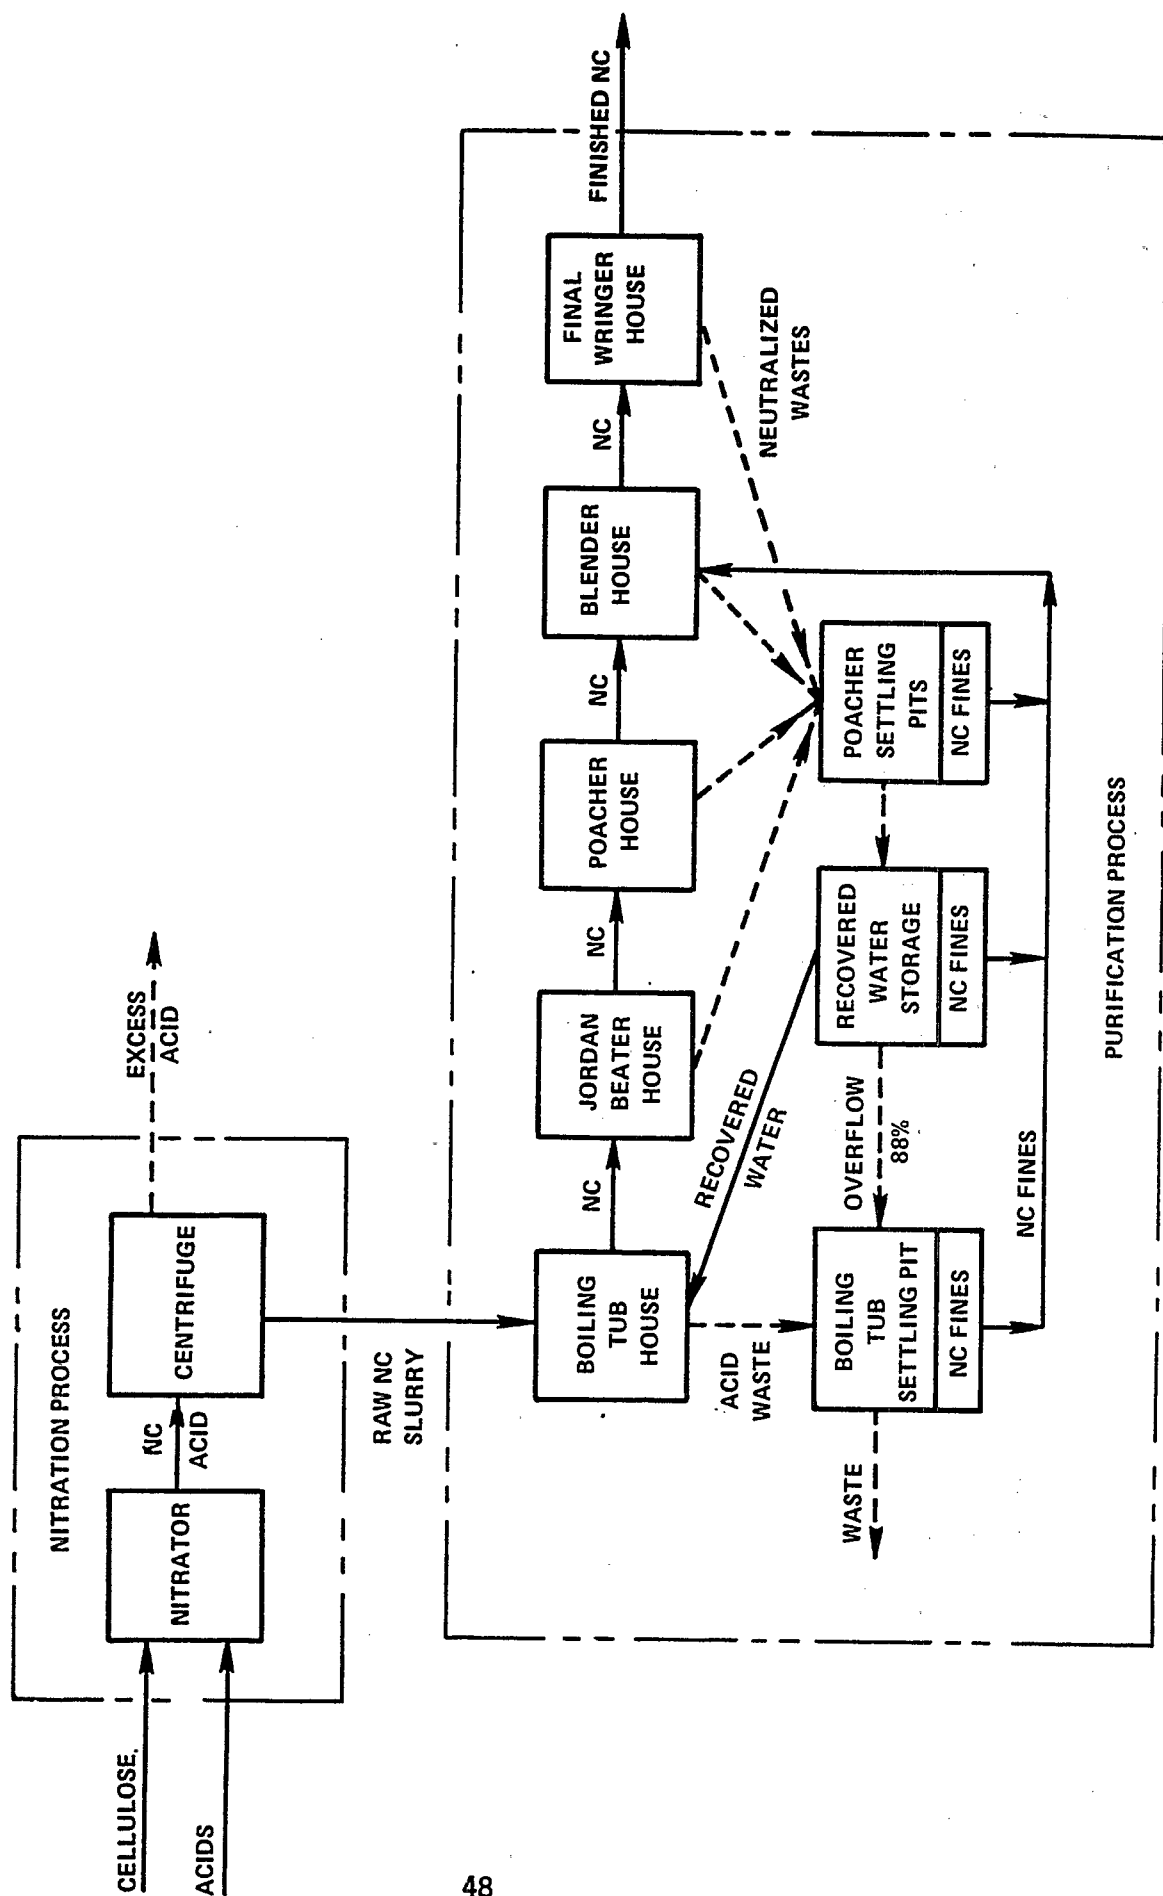 NITRATION PROCESS
CELLULOSE.
ACIDS
NITRATOR
NC
ACID
CENTRIFUGE
EXCESS
ACID
RAW NC
SLURRY
BOILING
TUB
HOUSE
NC
JORDAN
BEATER
HOUSE
NC
POACHER
HOUSE
NC
BLENDER
HOUSE
NC
FINAL
WRINGER
HOUSE
FINISHED NC
ACID
WASTE
RECOVERED
WATER
NEUTRALIZED
WASTES
WASTE
BOILING
TUB
SETTLING PIT
NC FINES
OVERFLOW
88%
RECOVERED
WATER
STORAGE
NC FINES
POACHER
SETTLING
PITS
NC FINES
NC FINES
PURIFICATION PROCESS
48